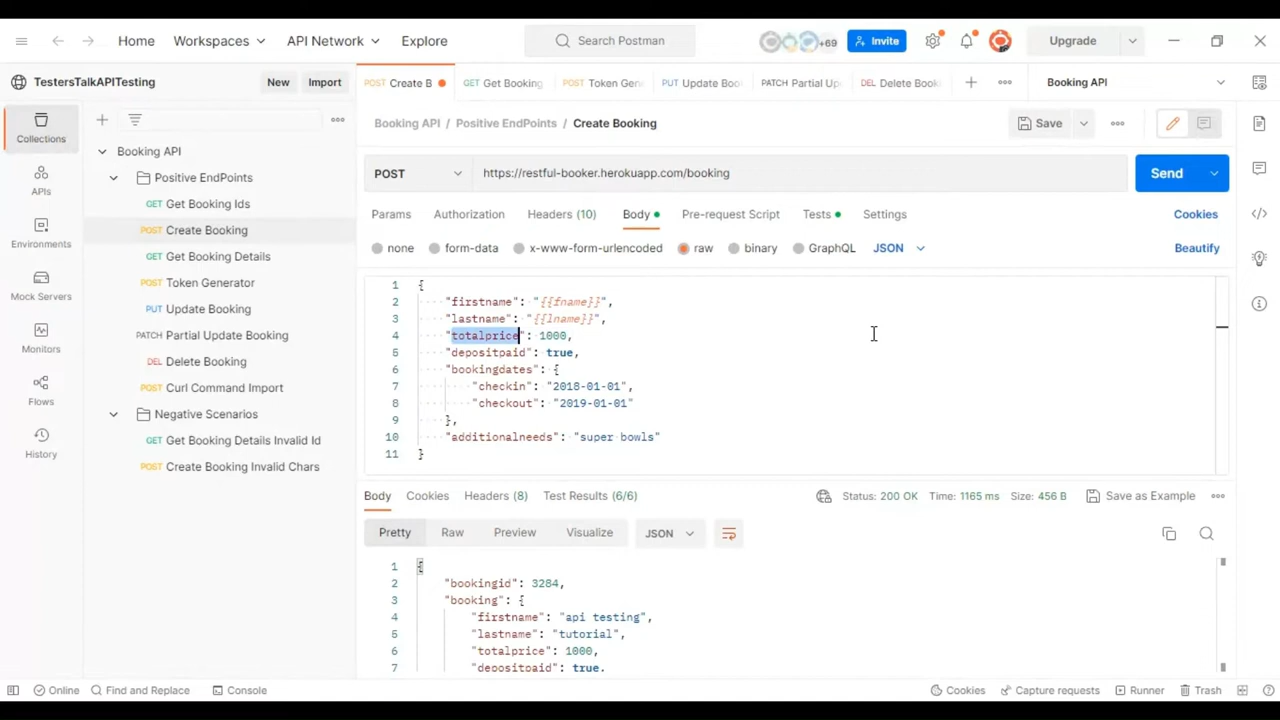 Home Workspaces API Network Explore Search Postman +69 Invite Upgrade
TestersTalkAPITesting New Import POST Create B GET Get Booking POST Token Gen PUT Update Boo PATCH Partial Up DEL Delete Book Booking API
Collections
APIs
Environments
Mock Servers
Monitors
Flows
History
Booking API
Positive EndPoints
GET Get Booking Ids
POST Create Booking
GET Get Booking Details
POST Token Generator
PUT Update Booking
PATCH Partial Update Booking
DEL Delete Booking
POST Curl Command Import
Negative Scenarios
GET Get Booking Details Invalid Id
POST Create Booking Invalid Chars
Booking API / Positive EndPoints / Create Booking Save
POST https://restful-booker.herokuapp.com/booking Send
Params Authorization Headers (10) Body Pre-request Script Tests Settings Cookies
none form-data x-www-form-urlencoded raw binary GraphQL JSON Beautify
1 {
2 "firstname": "{{fname}}",
3 "lastname": "{{lname}}",
4 "totalprice": 1000,
5 "depositpaid": true,
6 "bookingdates": {
7 "checkin": "2018-01-01",
8 "checkout": "2019-01-01"
9 },
10 "additionalneeds": "super bowls"
11 }
Body Cookies Headers (8) Test Results (6/6) Status: 200 OK Time: 1165 ms Size: 456 B Save as Example
Pretty Raw Preview Visualize JSON
1 {
2 "bookingid": 3284,
3 "booking": {
4 "firstname": "api testing",
5 "lastname": "tutorial",
6 "totalprice": 1000,
7 "depositpaid": true.
Online Find and Replace Console Cookies Capture requests Runner Trash